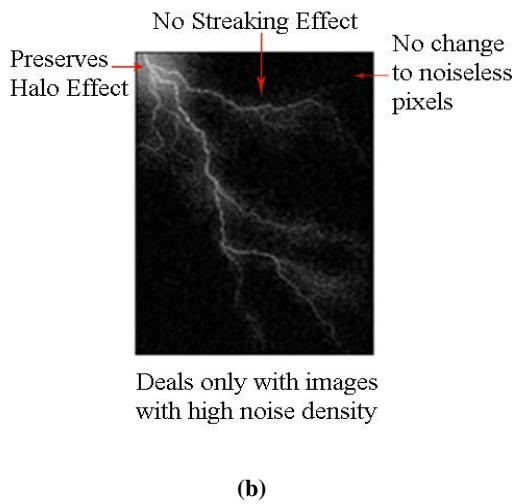 No Streaking Effect
Preserves
Halo Effect
No change
to noiseless
pixels
Deals only with images
with high noise density
(b)